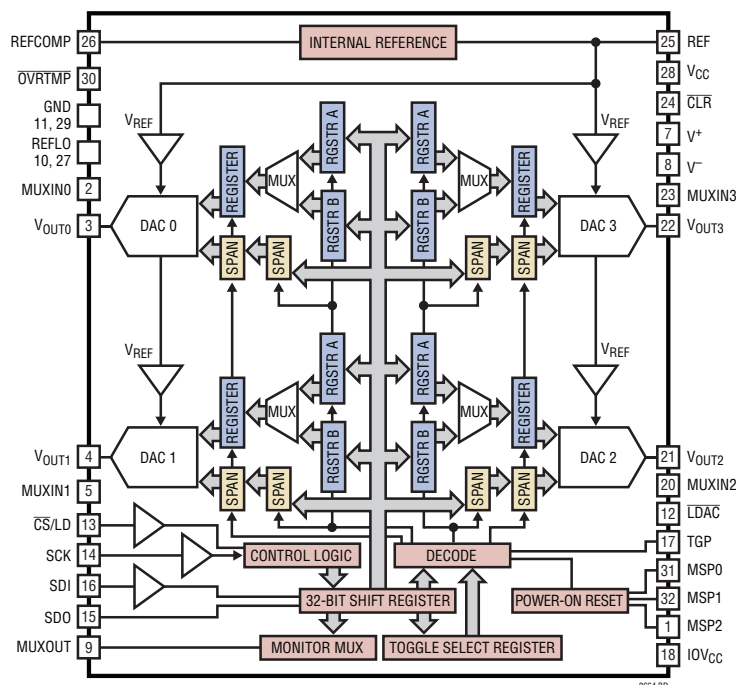 REFCOMP 26 INTERNAL REFERENCE 25 REF
O̅V̅R̅T̅M̅P̅ 30 28 VCC
GND
11, 29
24 C̅L̅R̅
VREF VREF
REFLO
10, 27
7 V+
8 V–
MUXIN0 2 23 MUXIN3
REGISTER MUX RGSTR A RGSTR A MUX REGISTER
RGSTR B RGSTR B
VOUT0 3 DAC 0 DAC 3 22 VOUT3
SPAN SPAN SPAN SPAN
VREF VREF
REGISTER MUX RGSTR A RGSTR A MUX REGISTER
RGSTR B RGSTR B
VOUT1 4 DAC 1 DAC 2 21 VOUT2
SPAN SPAN SPAN SPAN
MUXIN1 5 20 MUXIN2
C̅S̅/LD 13 12 L̅D̅A̅C̅
SCK 14 CONTROL LOGIC DECODE 17 TGP
SDI 16 32-BIT SHIFT REGISTER POWER-ON RESET 31 MSP0
32 MSP1
SDO 15 1 MSP2
MUXOUT 9 MONITOR MUX TOGGLE SELECT REGISTER 18 IOVCC